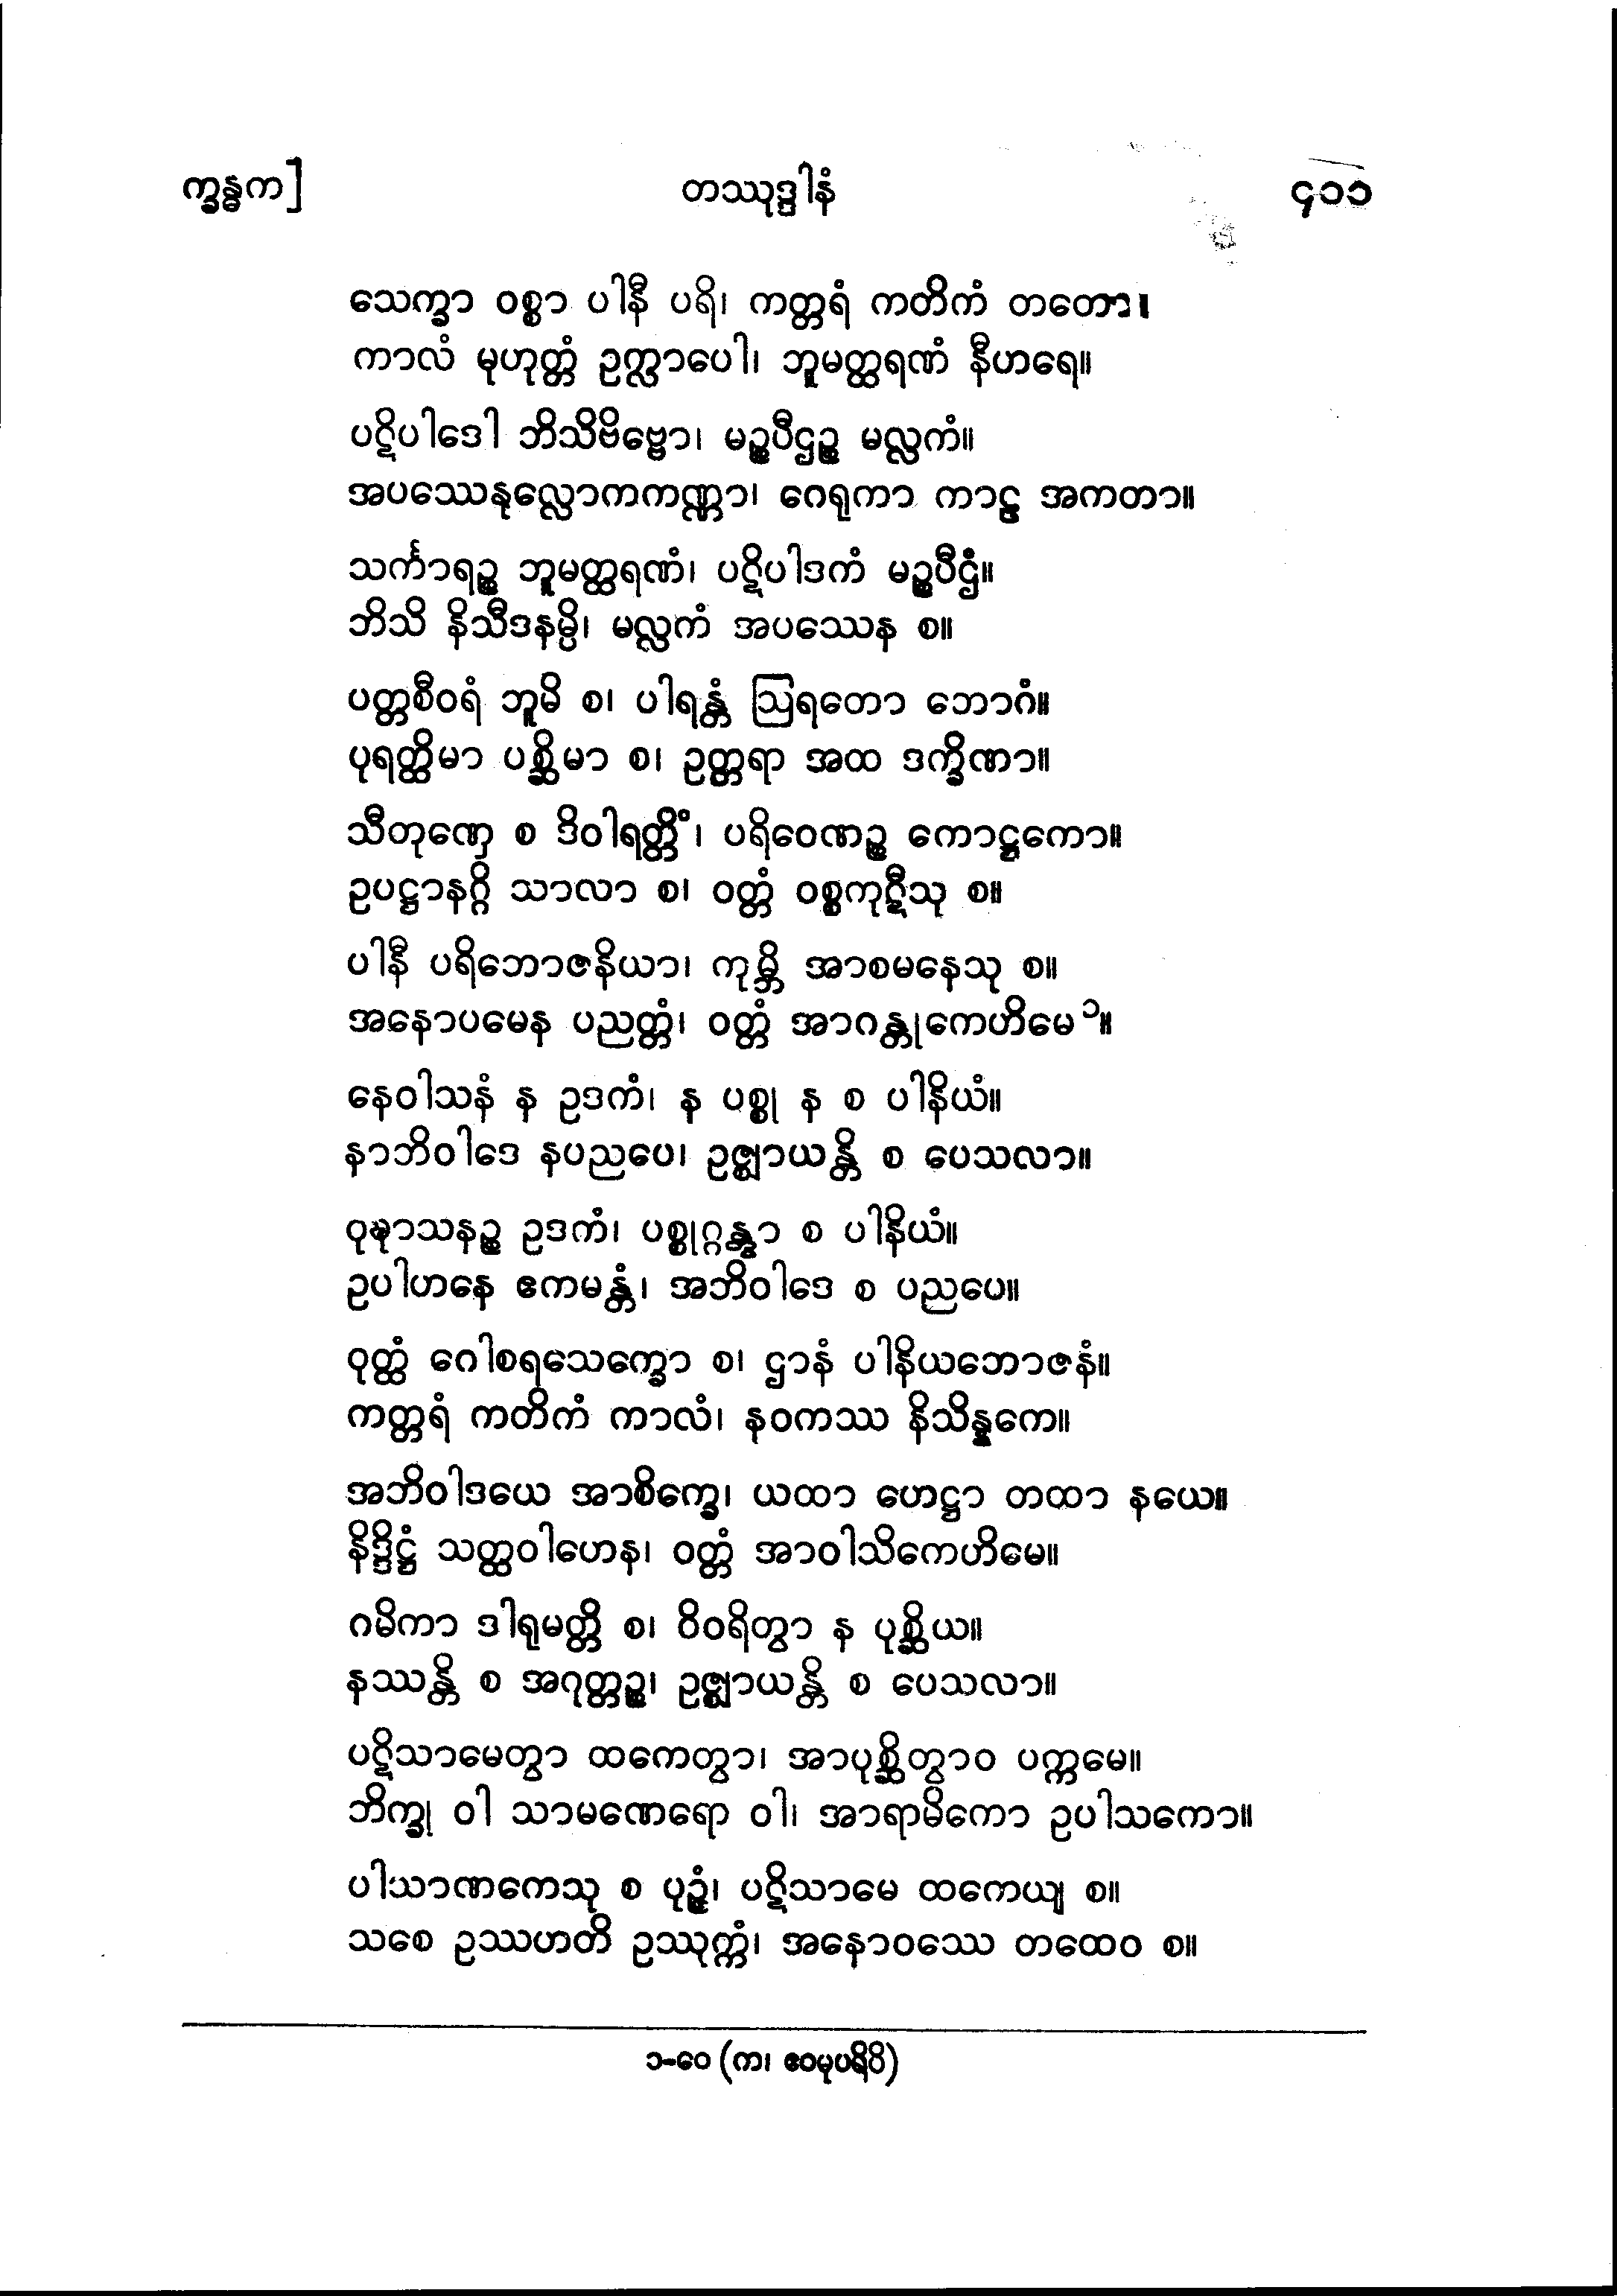 က္ခန္ဓက] တဿုဒ္ဒါနံ ၄၁၁
သေက္ခာ ဝစ္စာ ပါနီ ပရိ၊ ကတ္တရံ ကတိကံ တတော။
ကာလံ မုဟုတ္တံ ဥက္လာပေါ၊ ဘူမတ္ထရဏံ နီဟရေ။
ပဋိပါဒေါ ဘိသိဗိဗ္ဗော၊ မဉ္စပီဌဉ္စ မလ္လကံ။
အပဿေနုလ္လောကကဏ္ဏာ၊ ဂေရုကာ ကာဠ အကတာ။
သင်္ကာရဉ္စ ဘူမတ္ထရဏံ၊ ပဋိပါဒကံ မဉ္စပီဌံ။
ဘိသိ နိသီဒနမ္ပိ၊ မလ္လကံ အပဿေန စ။
ပတ္တစီဝရံ ဘူမိ စ၊ ပါရန္တံ ဩရတော ဘောဂံ။
ပုရတ္ထိမာ ပစ္ဆိမာ စ၊ ဥတ္တရာ အထ ဒက္ခိဏာ။
သီတုဏှေ စ ဒိဝါရတ္တိံ၊ ပရိဝေဏဉ္စ ကောဋ္ဌကော။
ဥပဋ္ဌာနဂ္ဂိ သာလာ စ၊ ဝတ္တံ ဝစ္စကုဋီသု စ။
ပါနီ ပရိဘောဇနိယာ၊ ကုမ္ဘိ အာစမနေသု စ။
အနောပမေန ပညတ္တံ၊ ဝတ္တံ အာဂန္တုကေဟိမေ ၁။
နေဝါသနံ န ဥဒကံ၊ န ပစ္စု န စ ပါနိယံ။
နာဘိဝါဒေ နပညပေ၊ ဥဇ္ဈာယန္တိ စ ပေသလာ။
ဝုဍ္ဎာသနဉ္စ ဥဒကံ၊ ပစ္စုဂ္ဂန္တွာ စ ပါနိယံ။
ဥပါဟနေ ဧကမန္တံ၊ အဘိဝါဒေ စ ပညပေ။
ဝုတ္ထံ ဂေါစရသေက္ခော စ၊ ဌာနံ ပါနိယဘောဇနံ။
ကတ္တရံ ကတိကံ ကာလံ၊ နဝကဿ နိသိန္နကေ။
အဘိဝါဒယေ အာစိက္ခေ၊ ယထာ ဟေဋ္ဌာ တထာ နယေ။
နိဒ္ဒိဋ္ဌံ သတ္ထဝါဟေန၊ ဝတ္တံ အာဝါသိကေဟိမေ။
ဂမိကာ ဒါရုမတ္တိ စ၊ ဝိဝရိတွာ န ပုစ္ဆိယ။
နဿန္တိ စ အဂုတ္တဉ္စ၊ ဥဇ္ဈာယန္တိ စ ပေသလာ။
ပဋိသာမေတွာ ထကေတွာ၊ အာပုစ္ဆိတွာဝ ပက္ကမေ။
ဘိက္ခု ဝါ သာမဏေရော ဝါ၊ အာရာမိကော ဥပါသကော။
ပါသာဏကေသု စ ပုဉ္ဇံ၊ ပဋိသာမေ ထကေယျ စ။
သစေ ဥဿဟတိ ဥဿုက္ကံ၊ အနောဝဿေ တထေဝ စ။
၁-ဝေ (က၊ ဧဝမုပရိပိ)